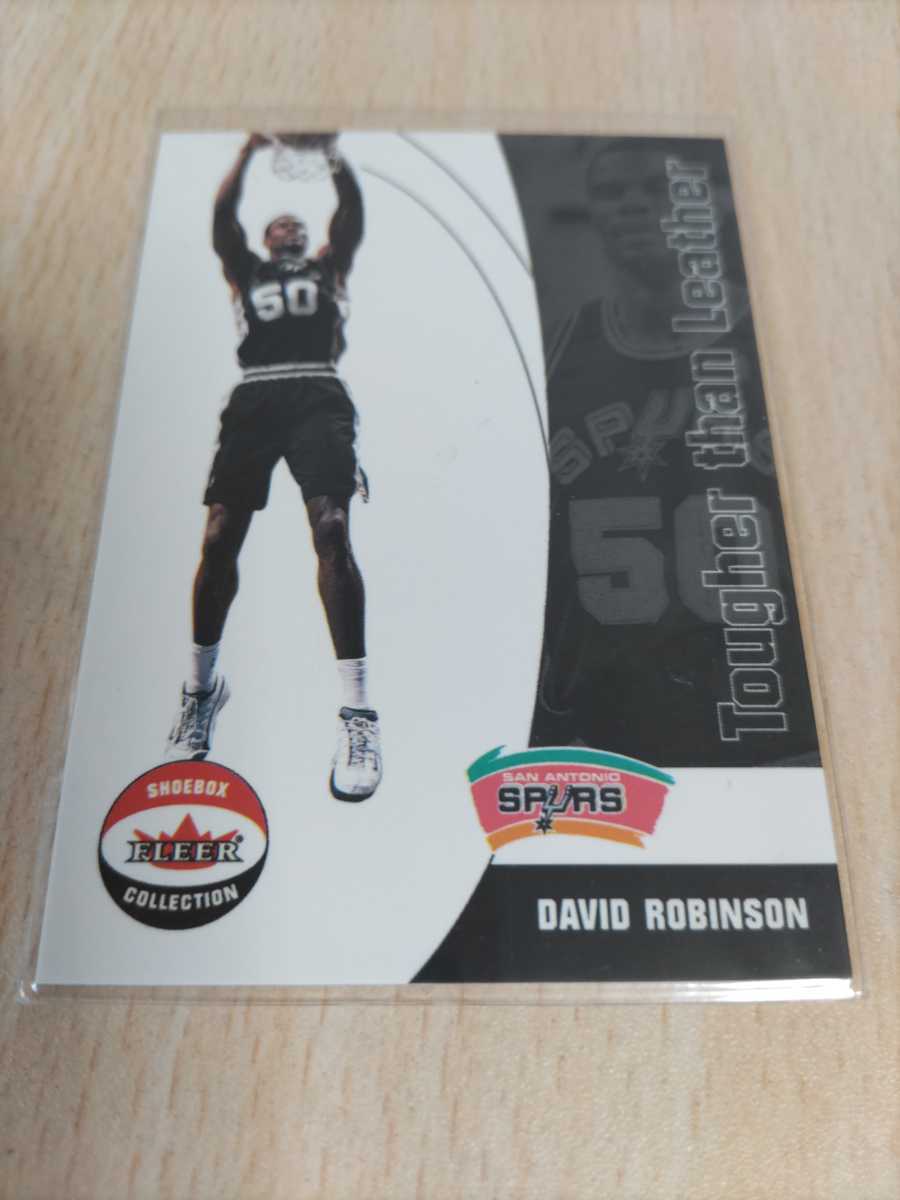 50
Tougher than Leather
SPURS
50
SHOEBOX
FLEER®
COLLECTION
SAN ANTONIO
SPURS
DAVID ROBINSON